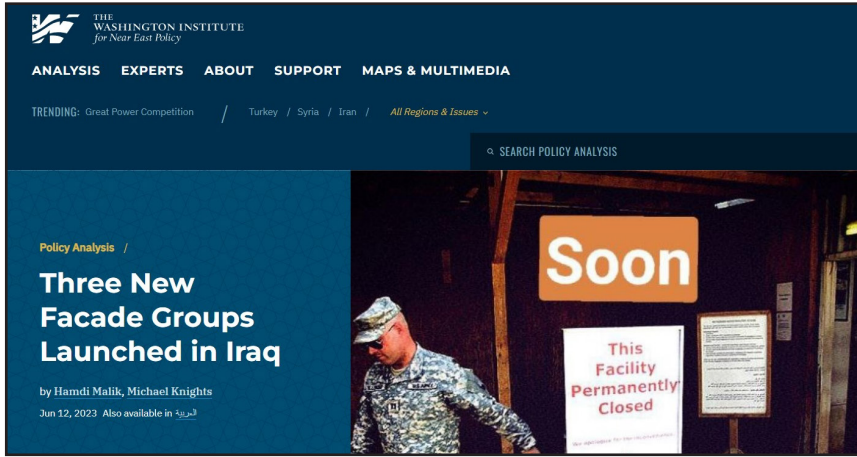 THE
WASHINGTON INSTITUTE
for Near East Policy
ANALYSIS EXPERTS ABOUT SUPPORT MAPS & MULTIMEDIA
TRENDING: Great Power Competition / Turkey / Syria / Iran / All Regions & Issues
SEARCH POLICY ANALYSIS
Policy Analysis /
Three New
Facade Groups
Launched in Iraq
by Hamdi Malik, Michael Knights
Jun 12, 2023 Also available in العربية
Soon
This
Facility
Permanently
Closed